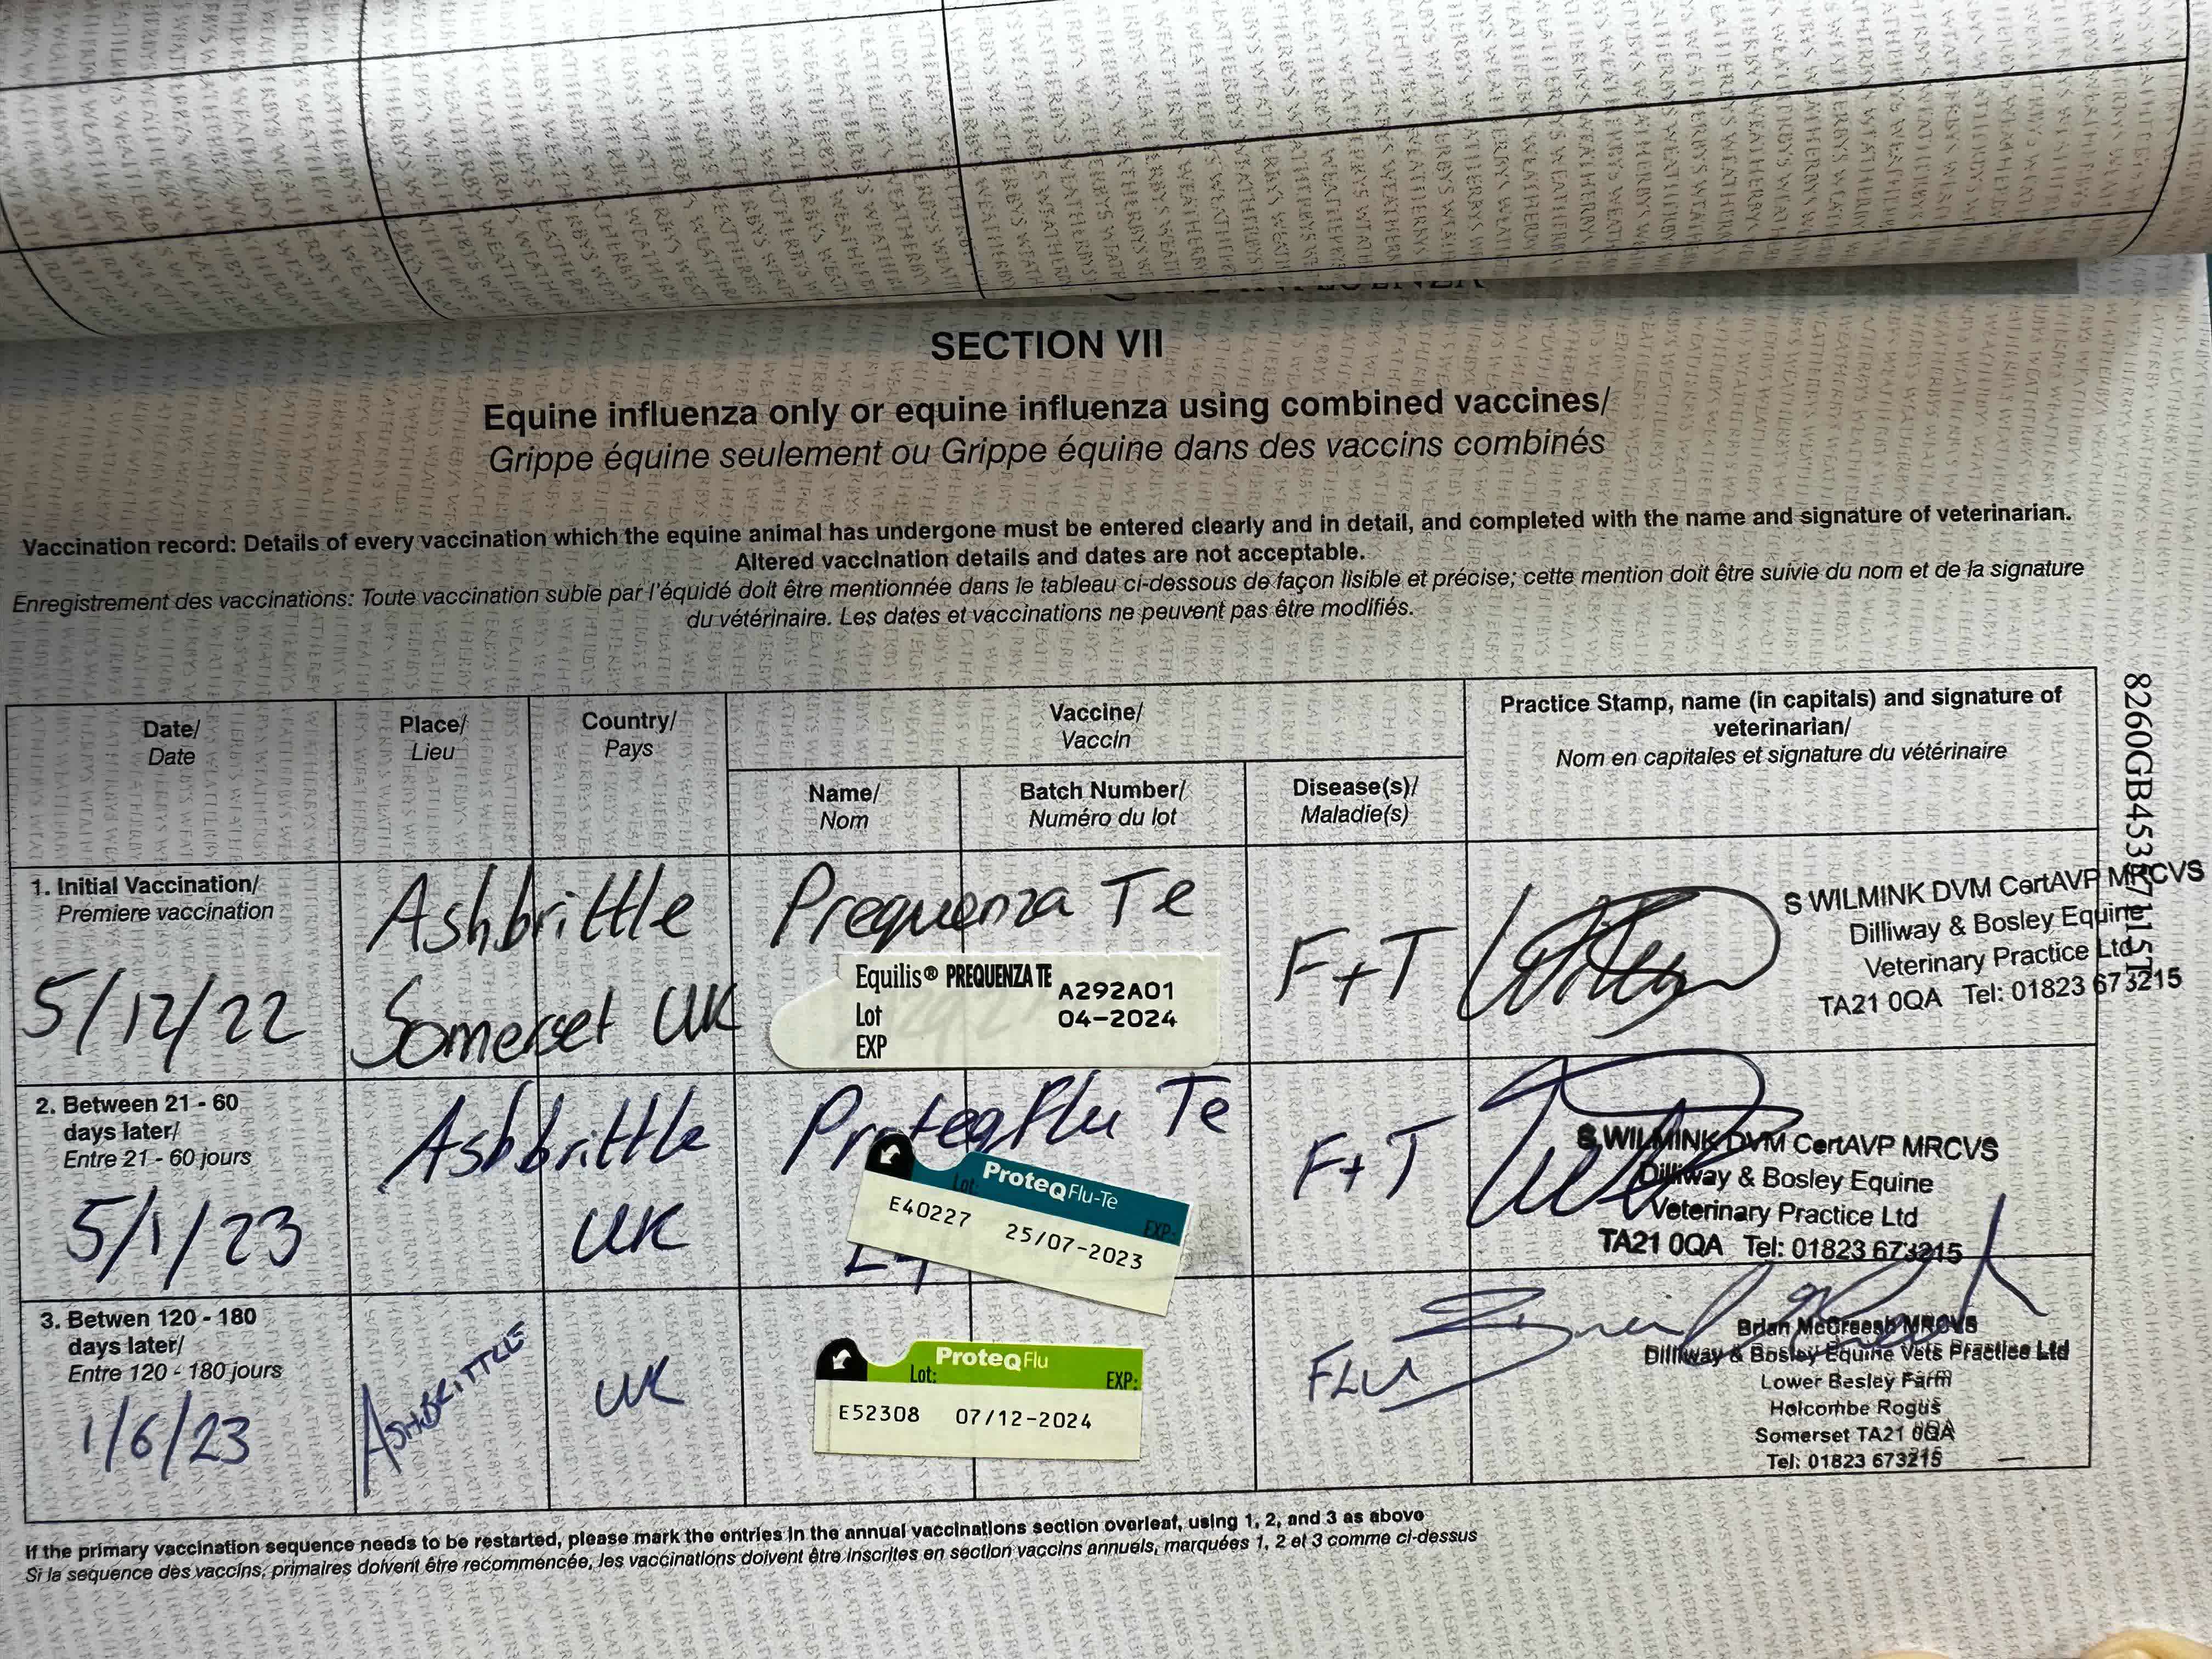 SECTION VII
Equine influenza only or equine influenza using combined vaccines/
Grippe équine seulement ou Grippe équine dans des vaccins combinés
Vaccination record: Details of every vaccination which the equine animal has undergone must be entered clearly and in detail, and completed with the name and signature of veterinarian.
Altered vaccination details and dates are not acceptable.
Enregistrement des vaccinations: Toute vaccination subie par l'équidé doit être mentionnée dans le tableau ci-dessous de façon lisible et précise; cette mention doit être suivie du nom et de la signature
du vétérinaire. Les dates et vaccinations ne peuvent pas être modifiés.
Date/
Date
Place/
Lieu
Country/
Pays
Vaccine/
Vaccin
Name/
Nom
Batch Number/
Numéro du lot
Disease(s)/
Maladie(s)
Practice Stamp, name (in capitals) and signature of
veterinarian/
Nom en capitales et signature du vétérinaire
1. Initial Vaccination/
Premiere vaccination
5/12/22
Ashbrittle
Somerset UK
Prequenza Te
Equilis® PREQUENZA TE
Lot A292A01
EXP 04-2024
F+T
S WILMINK DVM CertAVP MRCVS
Dilliway & Bosley Equine
Veterinary Practice Ltd
TA21 0QA Tel: 01823 673215
2. Between 21 - 60
days later/
Entre 21 - 60 jours
5/1/23
Ashbrittle
UK
Proteqflu Te
ProteqFlu-Te
Lot: EXP:
E40227 25/07-2023
F+T
S WILMINK DVM CertAVP MRCVS
Dilliway & Bosley Equine
Veterinary Practice Ltd
TA21 0QA Tel: 01823 673215
3. Betwen 120 - 180
days later/
Entre 120 - 180 jours
1/6/23
ASHBRITTLE
UK
ProteqFlu
Lot: EXP:
E52308 07/12-2024
FLU
Brian McGreesh MRCVS
Dilliway & Bosley Equine Vets Practice Ltd
Lower Besley Farm
Holcombe Rogus
Somerset TA21 0QA
Tel: 01823 673215
If the primary vaccination sequence needs to be restarted, please mark the entries in the annual vaccinations section overleaf, using 1, 2, and 3 as above
Si la sequence des vaccins, primaires doivent être recommencée, les vaccinations doivent être inscrites en section vaccins annuels, marquées 1, 2 et 3 comme ci-dessus